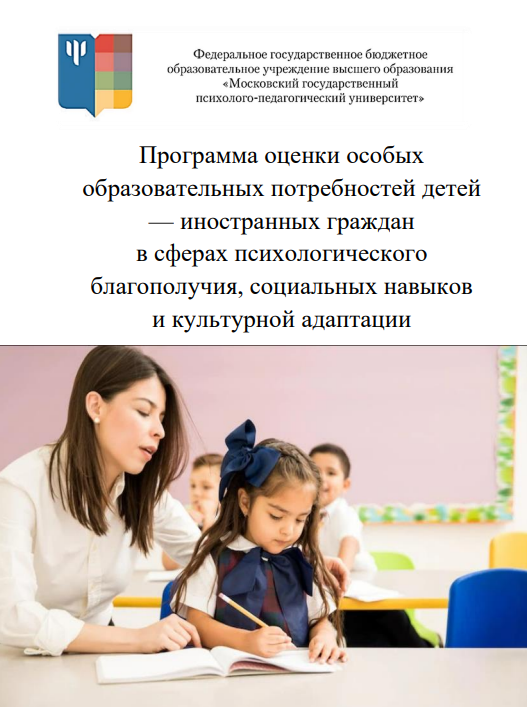 Федеральное государственное бюджетное
образовательное учреждение высшего образования
«Московский государственный
психолого-педагогический университет»
Программа оценки особых
образовательных потребностей детей
— иностранных граждан
в сферах психологического
благополучия, социальных навыков
и культурной адаптации